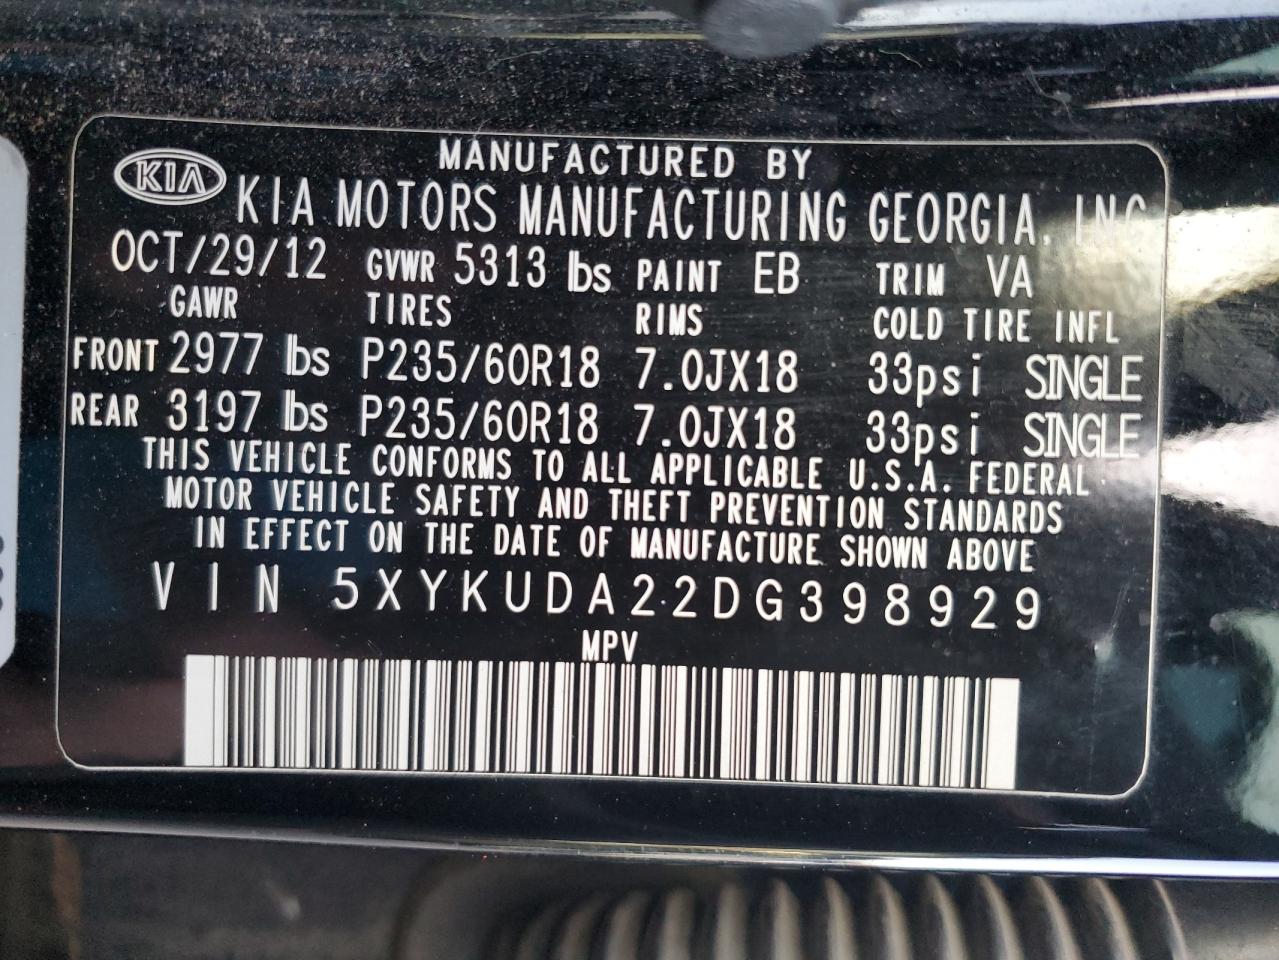 MANUFACTURED BY
KIA KIA MOTORS MANUFACTURING GEORGIA, INC
OCT/29/12 GVWR 5313 lbs PAINT EB TRIM VA
GAWR TIRES RIMS COLD TIRE INFL
FRONT 2977 lbs P235/60R18 7.0JX18 33psi SINGLE
REAR 3197 lbs P235/60R18 7.0JX18 33psi SINGLE
THIS VEHICLE CONFORMS TO ALL APPLICABLE U.S.A. FEDERAL
MOTOR VEHICLE SAFETY AND THEFT PREVENTION STANDARDS
IN EFFECT ON THE DATE OF MANUFACTURE SHOWN ABOVE
VIN 5XYKUDA22DG398929
MPV